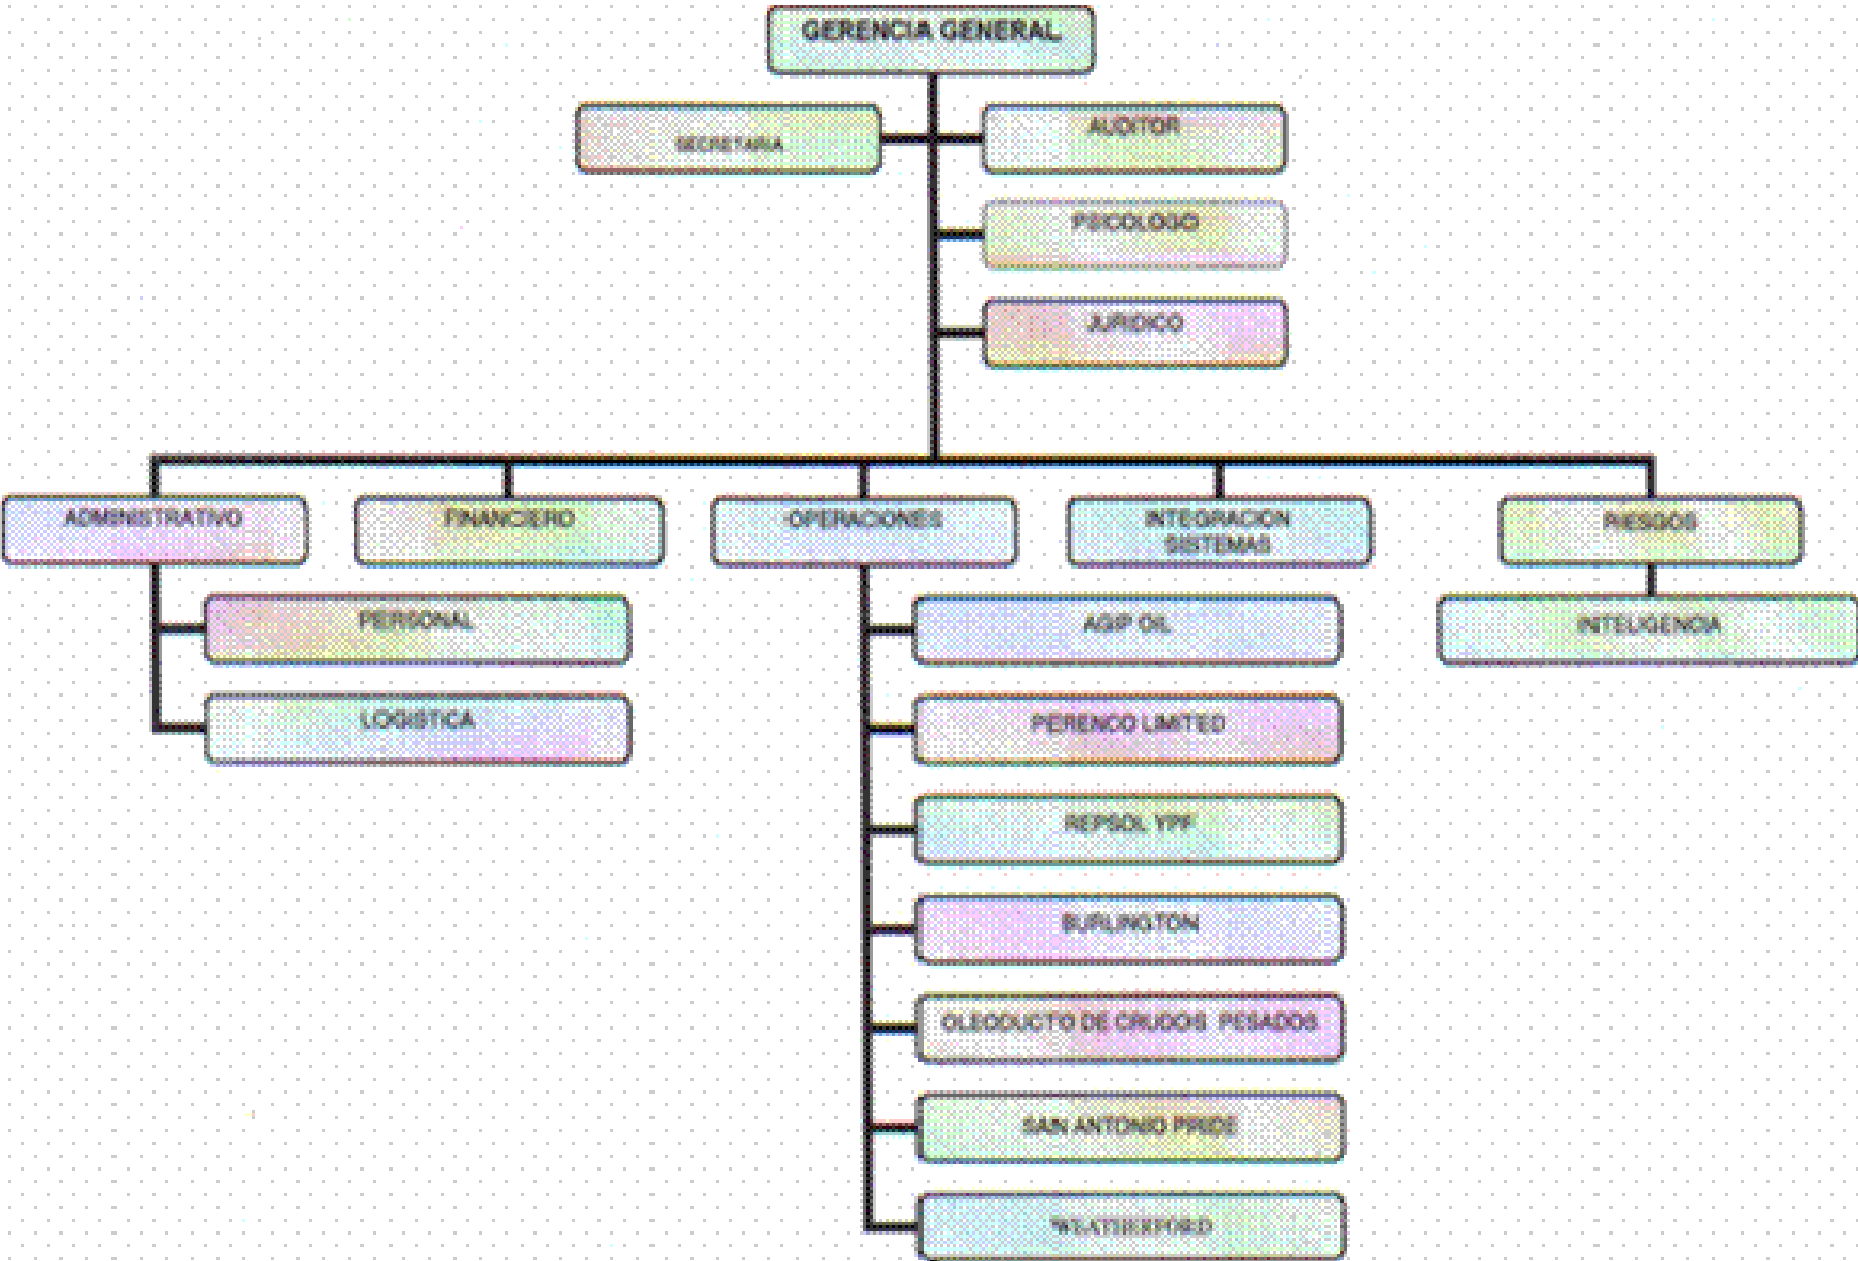 GERENCIA GENERAL
SECRETARIA
AUDITOR
PSICOLOGO
JURIDICO
ADMINISTRATIVO
FINANCIERO
OPERACIONES
INTEGRACION
SISTEMAS
RIESGOS
PERSONAL
LOGISTICA
AGIP OIL
PERENCO LIMITED
REPSOL YPF
BURLINGTON
OLEODUCTO DE CRUDOS PESADOS
SAN ANTONIO PRIDE
WEATHERFORD
INTELIGENCIA